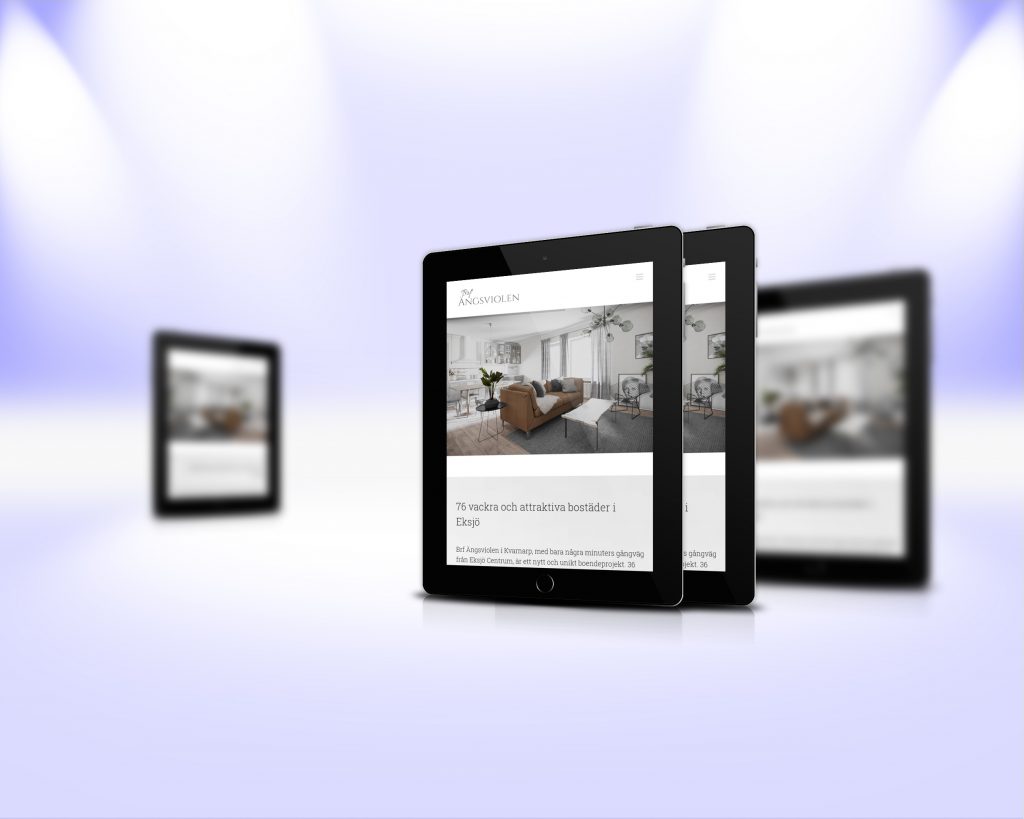 Brf
ÄNGSVIOLEN
76 vackra och attraktiva bostäder i
Eksjö
Brf Ängsviolen i Kvarnarp, med bara några minuters gångväg
från Eksjö Centrum, är ett nytt och unikt boendeprojekt. 36
i
s gångväg
jekt. 36